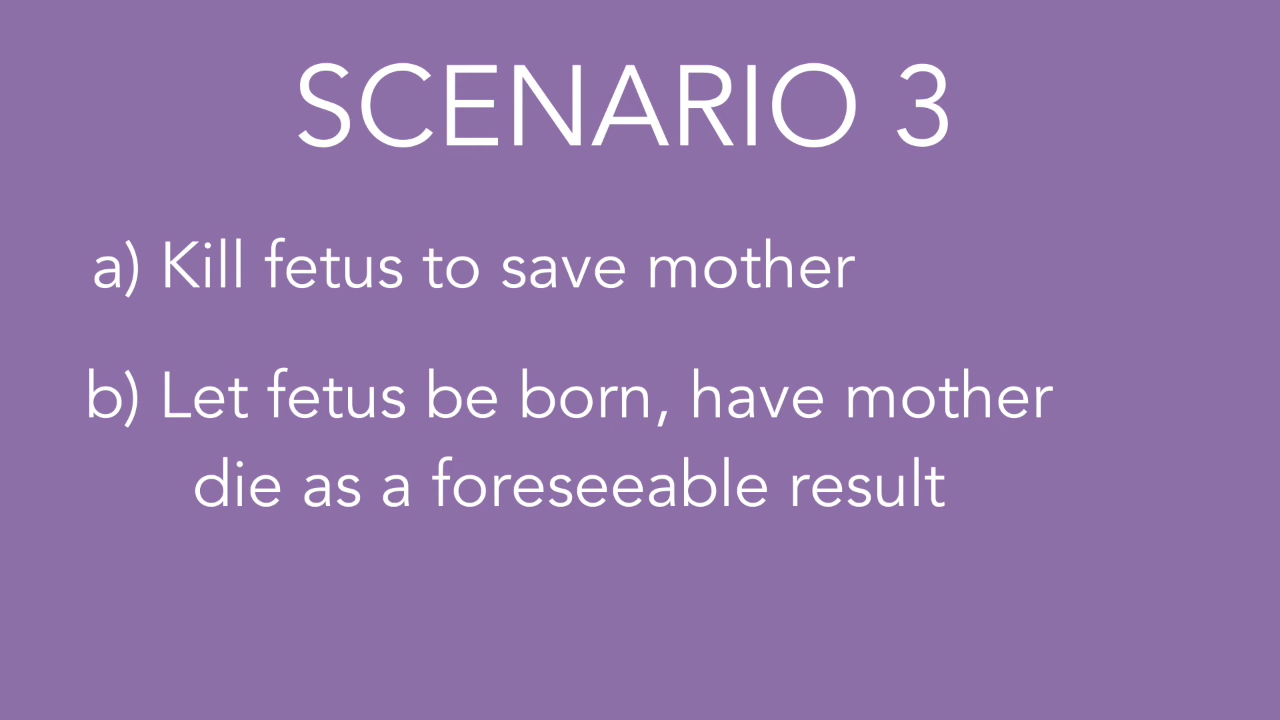 SCENARIO 3
a) Kill fetus to save mother
b) Let fetus be born, have mother
die as a foreseeable result